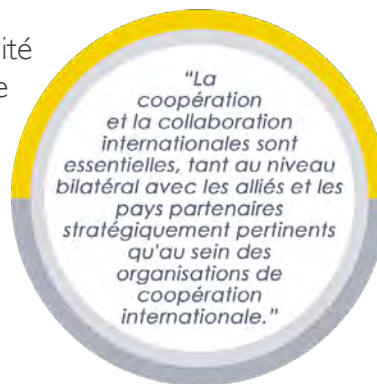 ité
e
“La
coopération
et la collaboration
internationales sont
essentielles, tant au niveau
bilatéral avec les alliés et les
pays partenaires
stratégiquement pertinents
qu'au sein des
organisations de
coopération
internationale.”